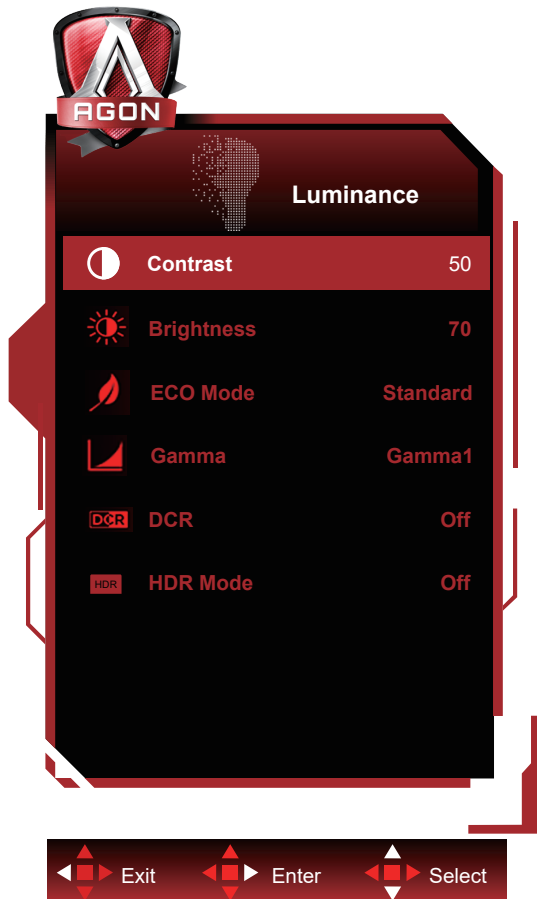 AGON
Luminance
Contrast 50
Brightness 70
ECO Mode Standard
Gamma Gamma1
DCR DCR Off
HDR HDR Mode Off
Exit Enter Select